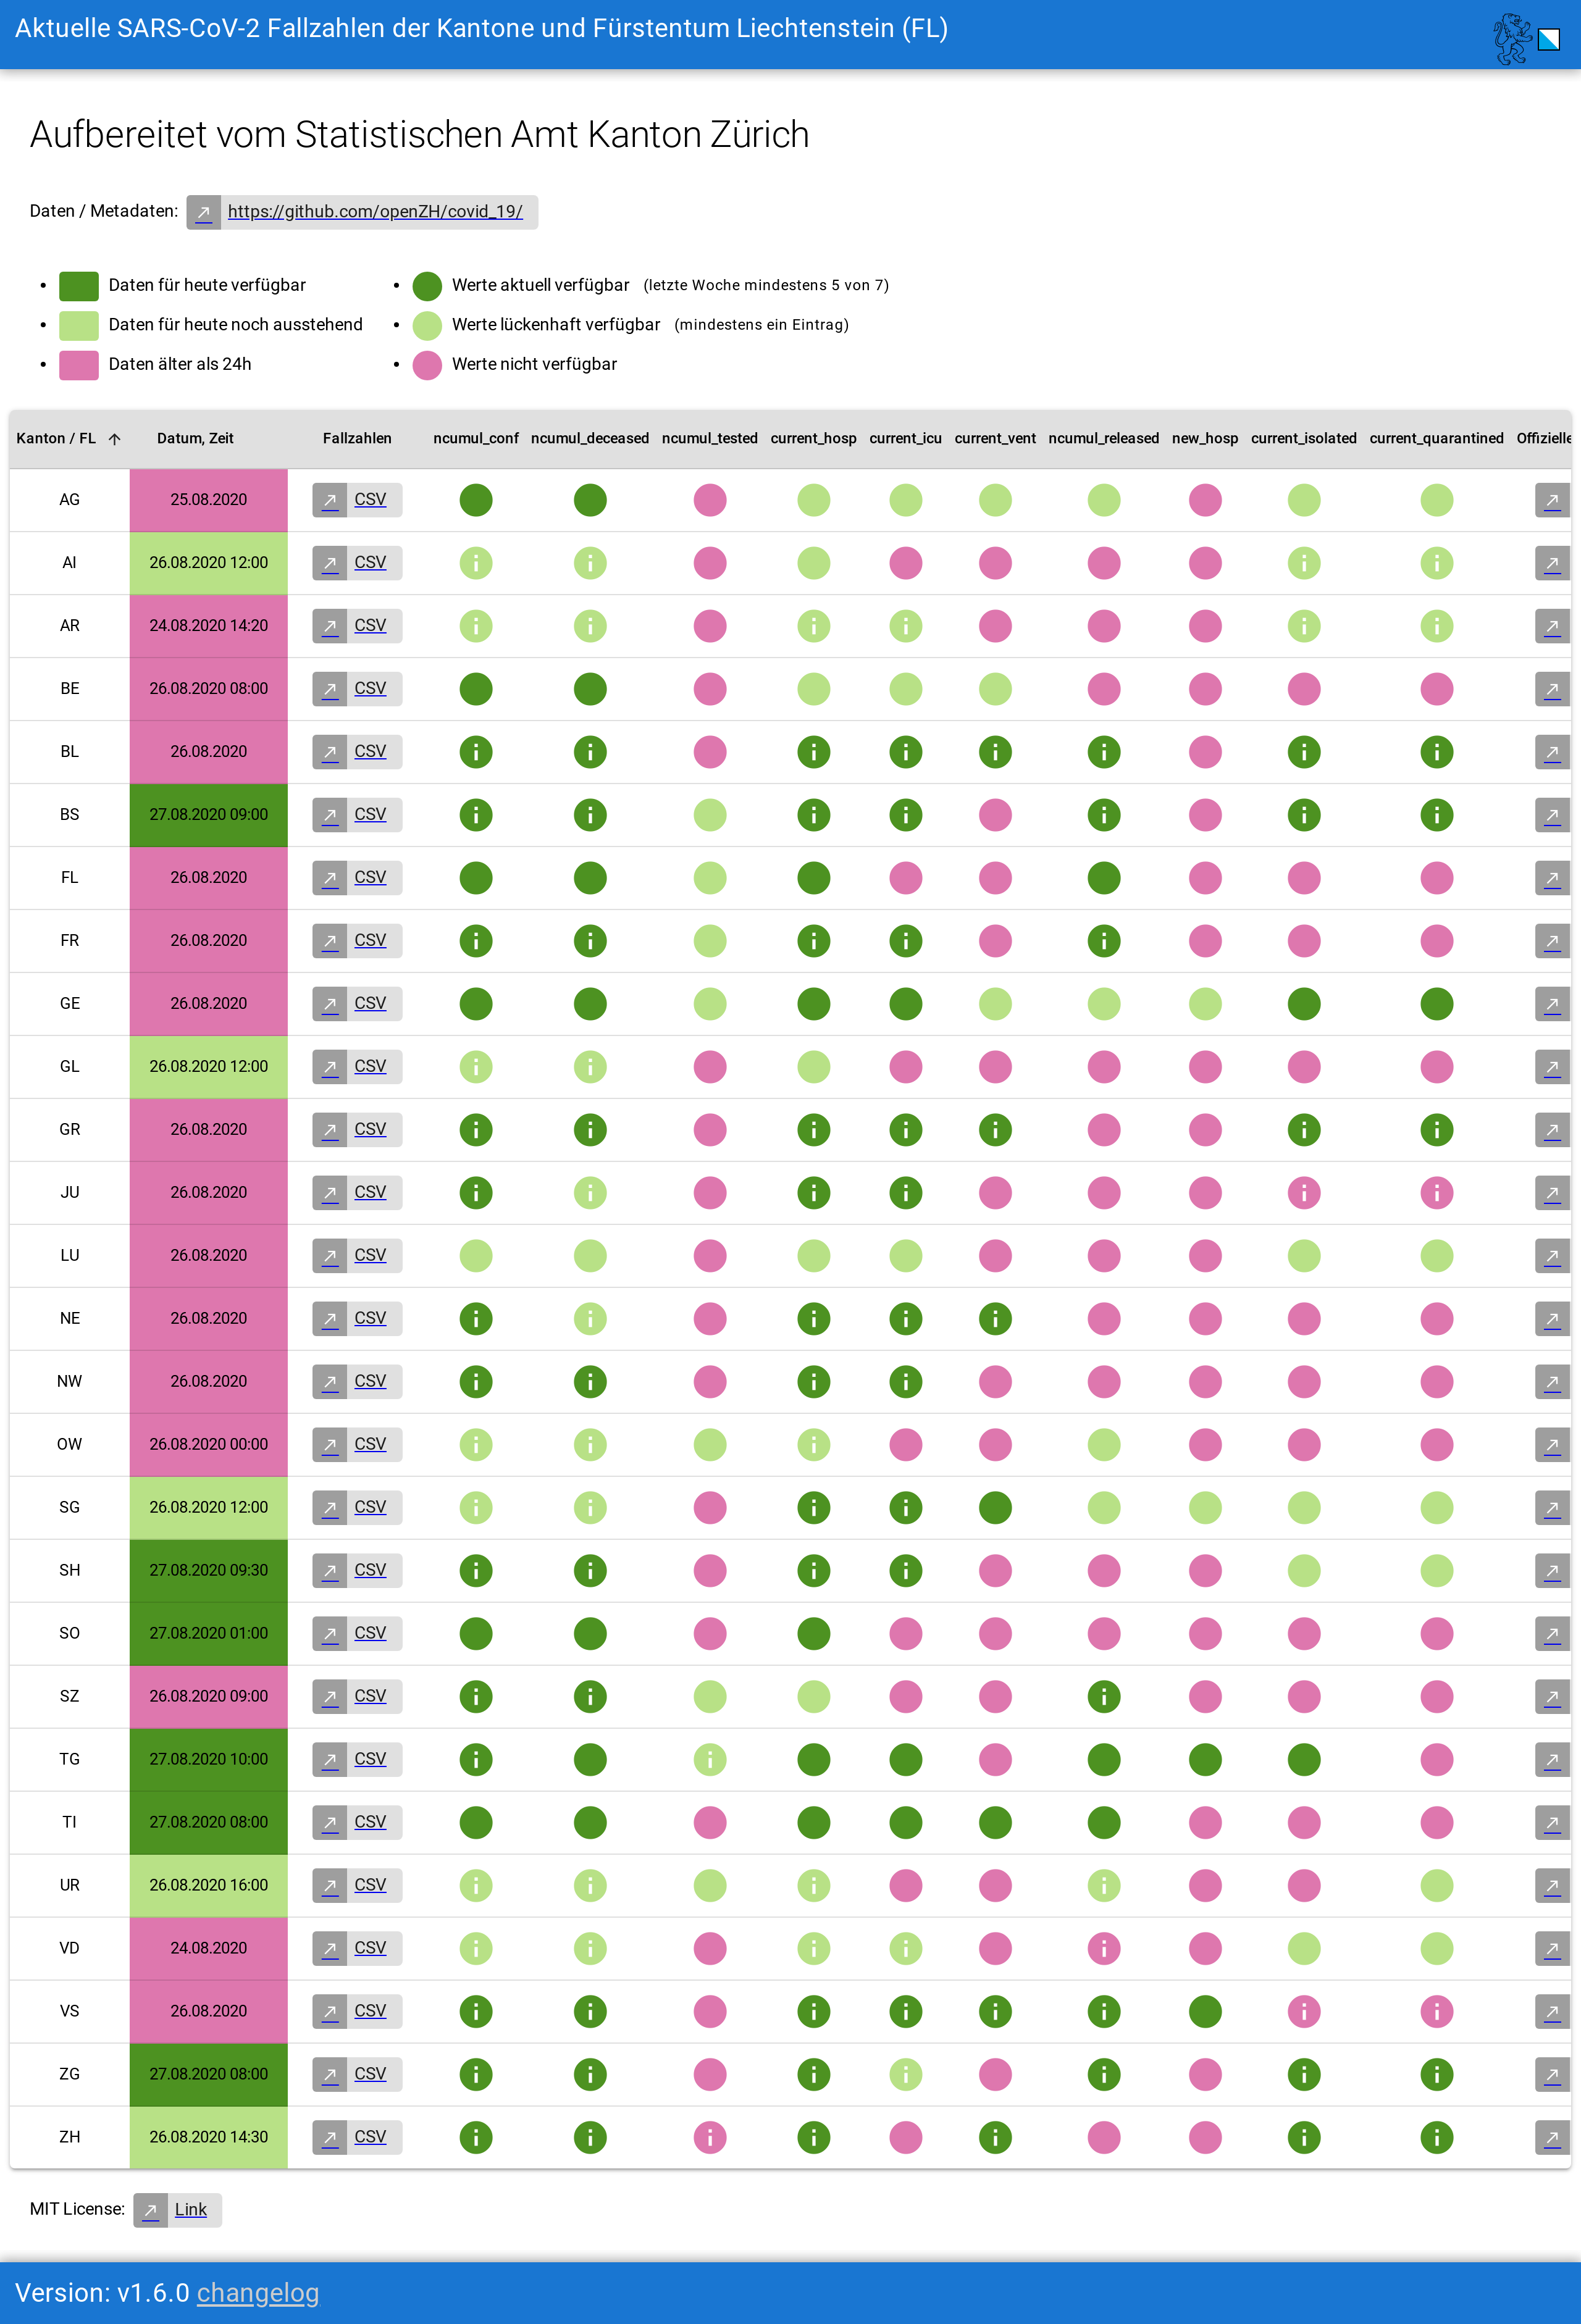 Aktuelle SARS-CoV-2 Fallzahlen der Kantone und Fürstentum Liechtenstein (FL)
Aufbereitet vom Statistischen Amt Kanton Zürich
Daten / Metadaten: https://github.com/openZH/covid_19/
Daten für heute verfügbar
Daten für heute noch ausstehend
Daten älter als 24h
Werte aktuell verfügbar (letzte Woche mindestens 5 von 7)
Werte lückenhaft verfügbar (mindestens ein Eintrag)
Werte nicht verfügbar
Kanton / FL Datum, Zeit Fallzahlen ncumul_conf ncumul_deceased ncumul_tested current_hosp current_icu current_vent ncumul_released new_hosp current_isolated current_quarantined Offizielle
AG 25.08.2020 CSV
AI 26.08.2020 12:00 CSV
AR 24.08.2020 14:20 CSV
BE 26.08.2020 08:00 CSV
BL 26.08.2020 CSV
BS 27.08.2020 09:00 CSV
FL 26.08.2020 CSV
FR 26.08.2020 CSV
GE 26.08.2020 CSV
GL 26.08.2020 12:00 CSV
GR 26.08.2020 CSV
JU 26.08.2020 CSV
LU 26.08.2020 CSV
NE 26.08.2020 CSV
NW 26.08.2020 CSV
OW 26.08.2020 00:00 CSV
SG 26.08.2020 12:00 CSV
SH 27.08.2020 09:30 CSV
SO 27.08.2020 01:00 CSV
SZ 26.08.2020 09:00 CSV
TG 27.08.2020 10:00 CSV
TI 27.08.2020 08:00 CSV
UR 26.08.2020 16:00 CSV
VD 24.08.2020 CSV
VS 26.08.2020 CSV
ZG 27.08.2020 08:00 CSV
ZH 26.08.2020 14:30 CSV
MIT License: Link
Version: v1.6.0 changelog